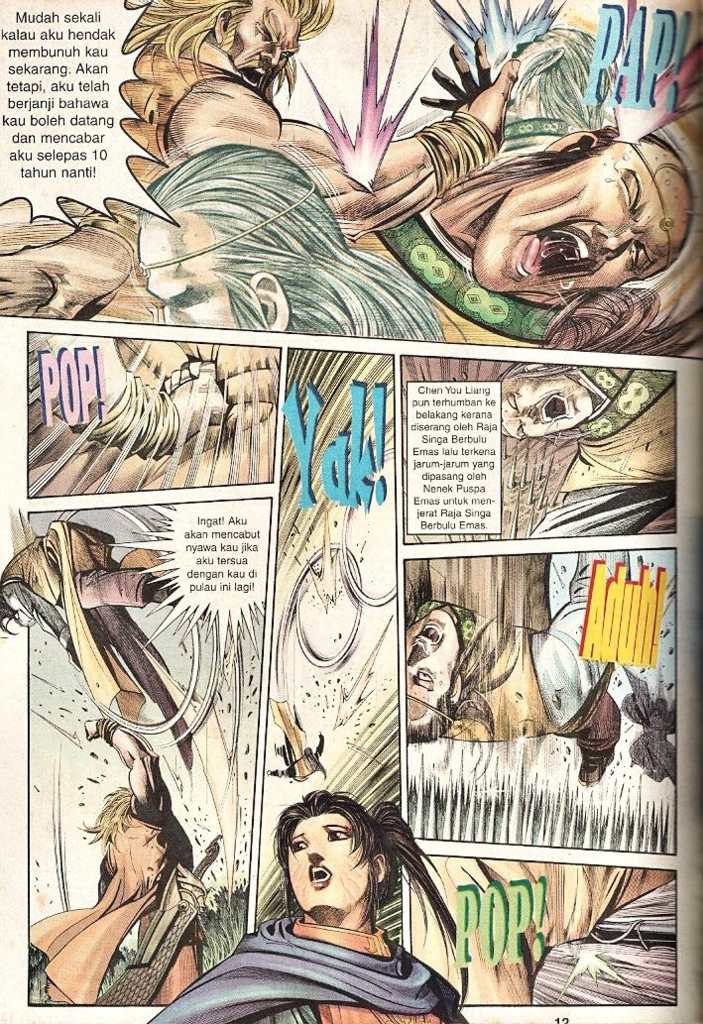 Mudah sekali
kalau aku hendak
membunuh kau
sekarang. Akan
tetapi, aku telah
berjanji bahawa
kau boleh datang
dan mencabar
aku selepas 10
tahun nanti!
PAP!
POP!
Yak!
Chen You Liang
pun terhumban ke
belakang kerana
diserang oleh Raja
Singa Berbulu
Emas lalu terkena
jarum-jarum yang
dipasang oleh
Nenek Puspa
Emas untuk men-
jerat Raja Singa
Berbulu Emas.
Ingat! Aku
akan mencabut
nyawa kau jika
aku tersua
dengan kau di
pulau ini lagi!
Aduh!
POP!
12